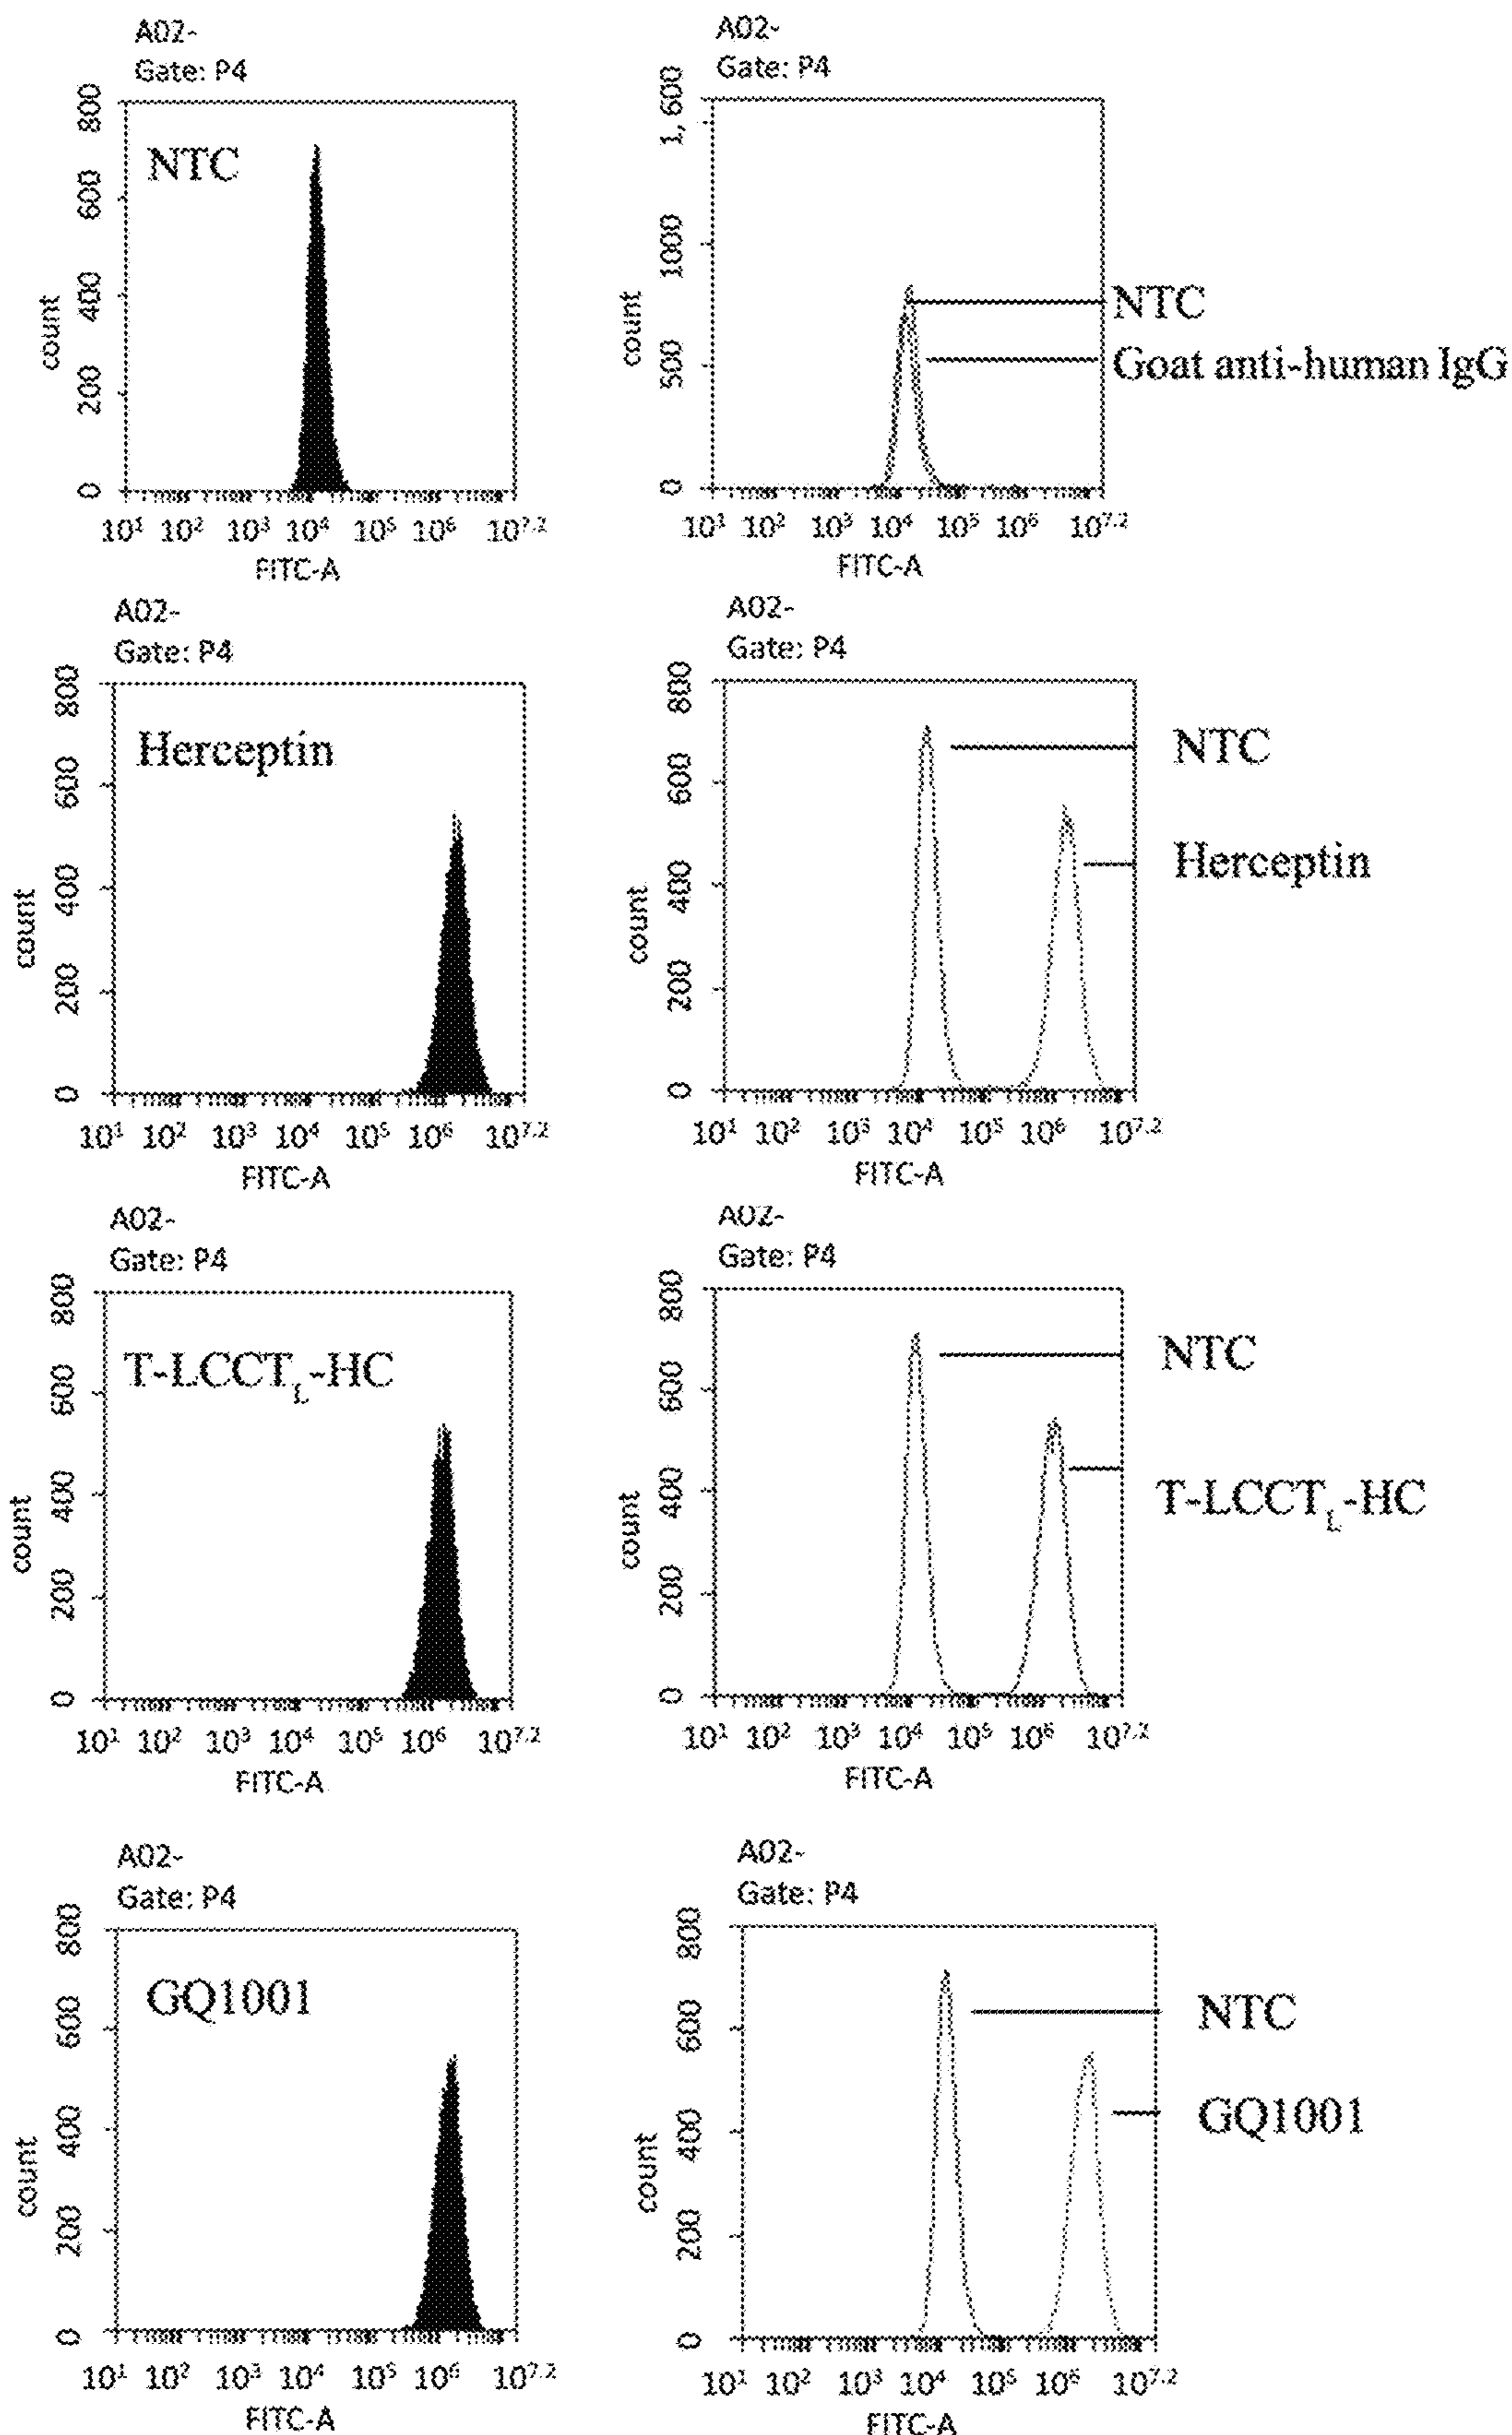 A02-
Gate: P4
800
600
400
200
0
count
NTC
10¹ 10² 10³ 10⁴ 10⁵ 10⁶ 10⁷·²
FITC-A
A02-
Gate: P4
1, 600
1000
500
0
count
NTC
Goat anti-human IgG
10¹ 10² 10³ 10⁴ 10⁵ 10⁶ 10⁷·²
FITC-A
A02-
Gate: P4
800
600
400
200
0
count
Herceptin
10¹ 10² 10³ 10⁴ 10⁵ 10⁶ 10⁷·²
FITC-A
A02-
Gate: P4
800
600
400
200
0
count
NTC
Herceptin
10¹ 10² 10³ 10⁴ 10⁵ 10⁶ 10⁷·²
FITC-A
A02-
Gate: P4
800
600
400
200
0
count
T-LCCT_L-HC
10¹ 10² 10³ 10⁴ 10⁵ 10⁶ 10⁷·²
FITC-A
A02-
Gate: P4
800
600
400
200
0
count
NTC
T-LCCT_L-HC
10¹ 10² 10³ 10⁴ 10⁵ 10⁶ 10⁷·²
FITC-A
A02-
Gate: P4
800
600
400
200
0
count
GQ1001
10¹ 10² 10³ 10⁴ 10⁵ 10⁶ 10⁷·²
FITC-A
A02-
Gate: P4
800
600
400
200
0
count
NTC
GQ1001
10¹ 10² 10³ 10⁴ 10⁵ 10⁶ 10⁷·²
FITC-A